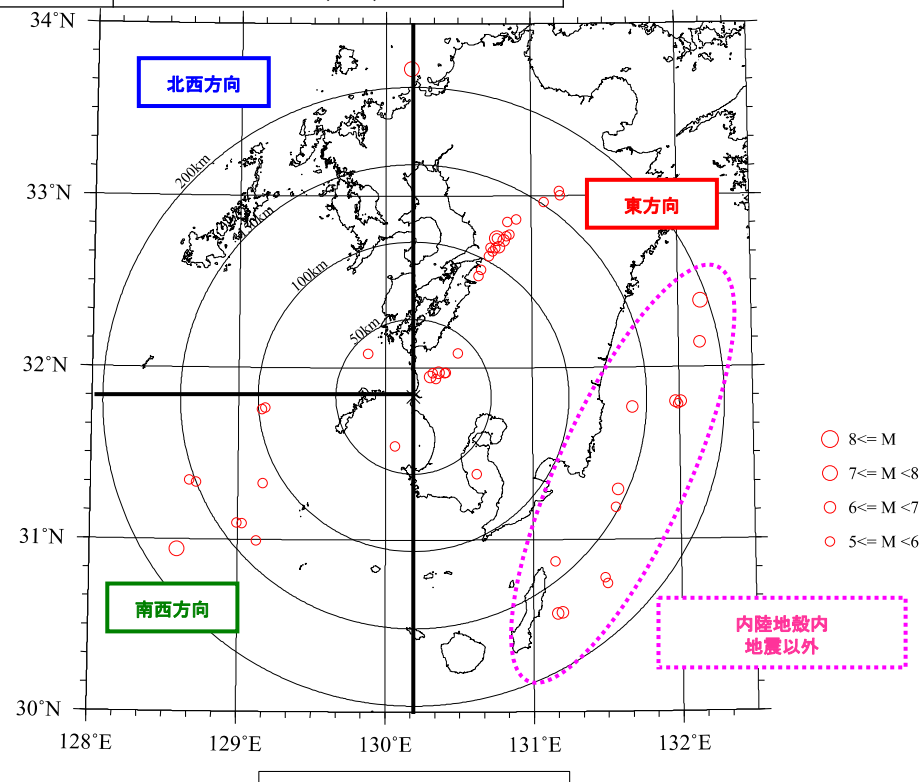 34°N
北西方向
200km
33°N
東方向
100km
50km
32°N
8<= M
7<= M <8
6<= M <7
5<= M <6
31°N
南西方向
内陸地殻内
地震以外
30°N
128°E
129°E
130°E
131°E
132°E